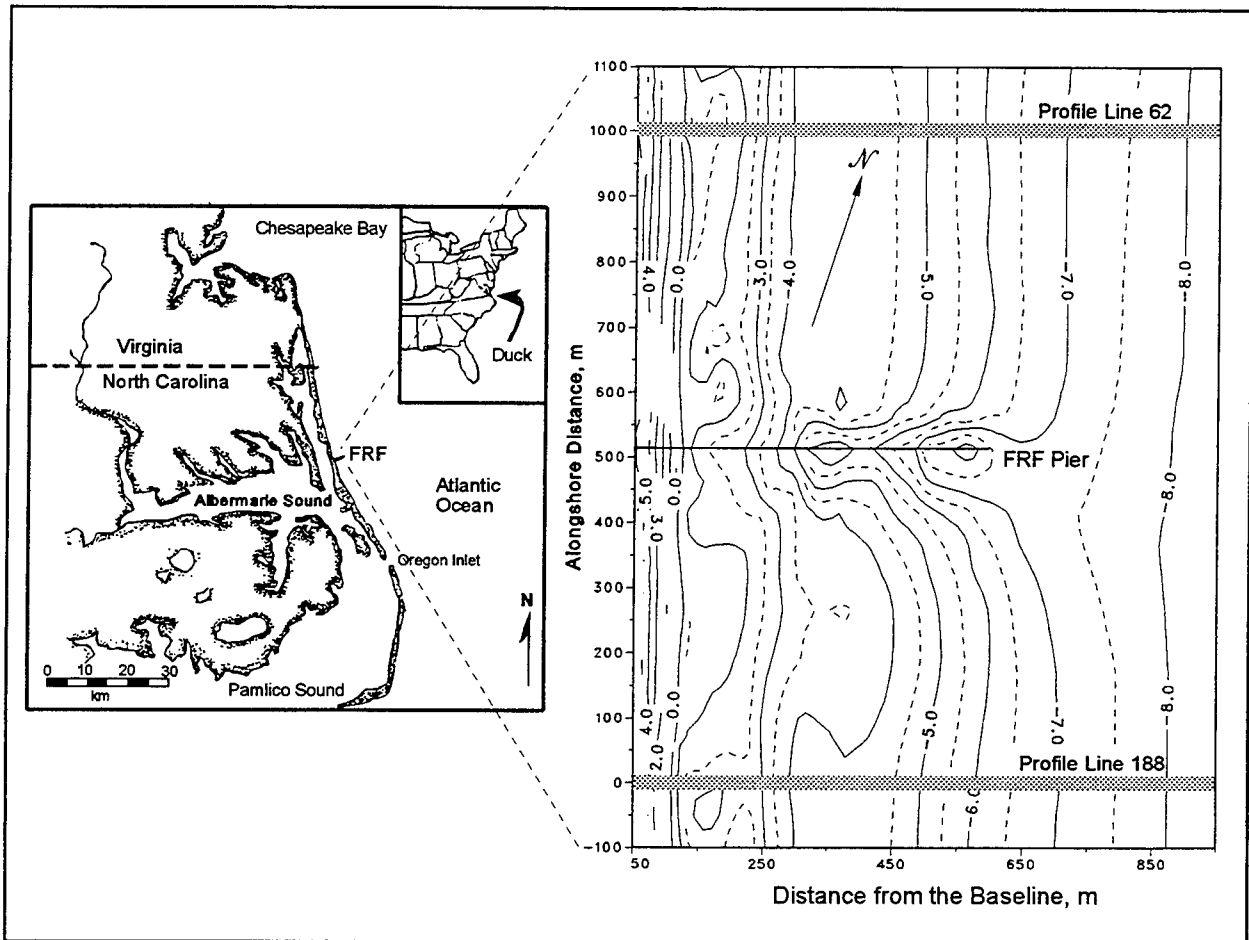 Chesapeake Bay
Virginia
North Carolina
Duck
FRF
Albermarle Sound
Atlantic
Ocean
Oregon Inlet
N
0 10 20 30
km
Pamlico Sound
1100
1000
900
800
700
600
500
400
300
200
100
0
-100
Alongshore Distance, m
Profile Line 62
N
4.0
0.0
-3.0
-4.0
-5.0
-7.0
-8.0
FRF Pier
5.0
3.0
0.0
-8.0
4.0
2.0
0.0
-5.0
-7.0
-8.0
Profile Line 188
-6.0
50 250 450 650 850
Distance from the Baseline, m